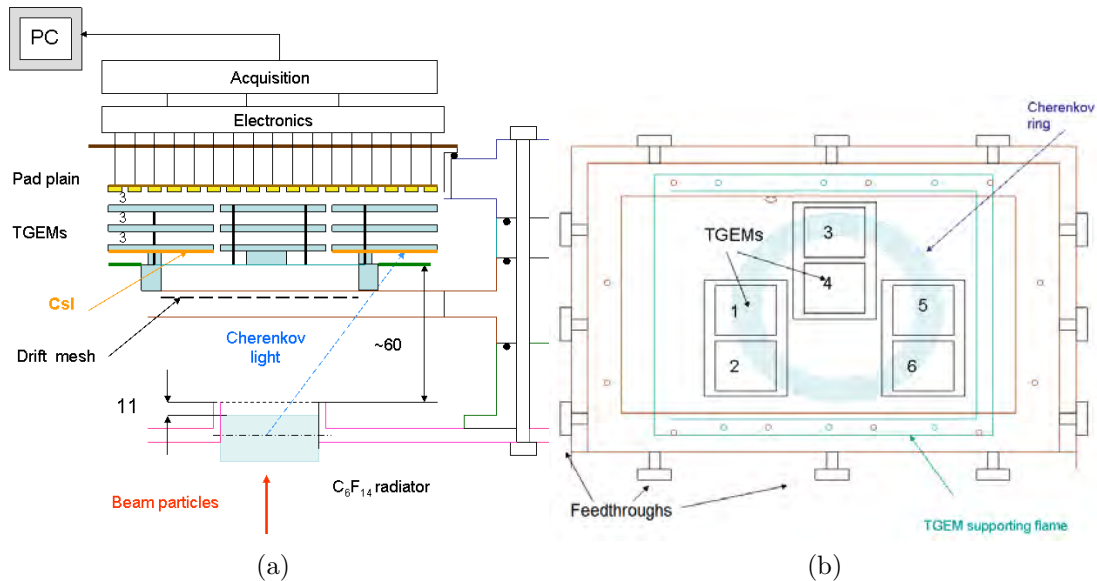 PC
Acquisition
Electronics
Pad plain
3
3
TGEMs
3
CsI
Drift mesh
Cherenkov
light
~60
11
Beam particles
C₆F₁₄ radiator
(a)
Cherenkov
ring
TGEMs
3
4
1
2
5
6
Feedthroughs
TGEM supporting flame
(b)